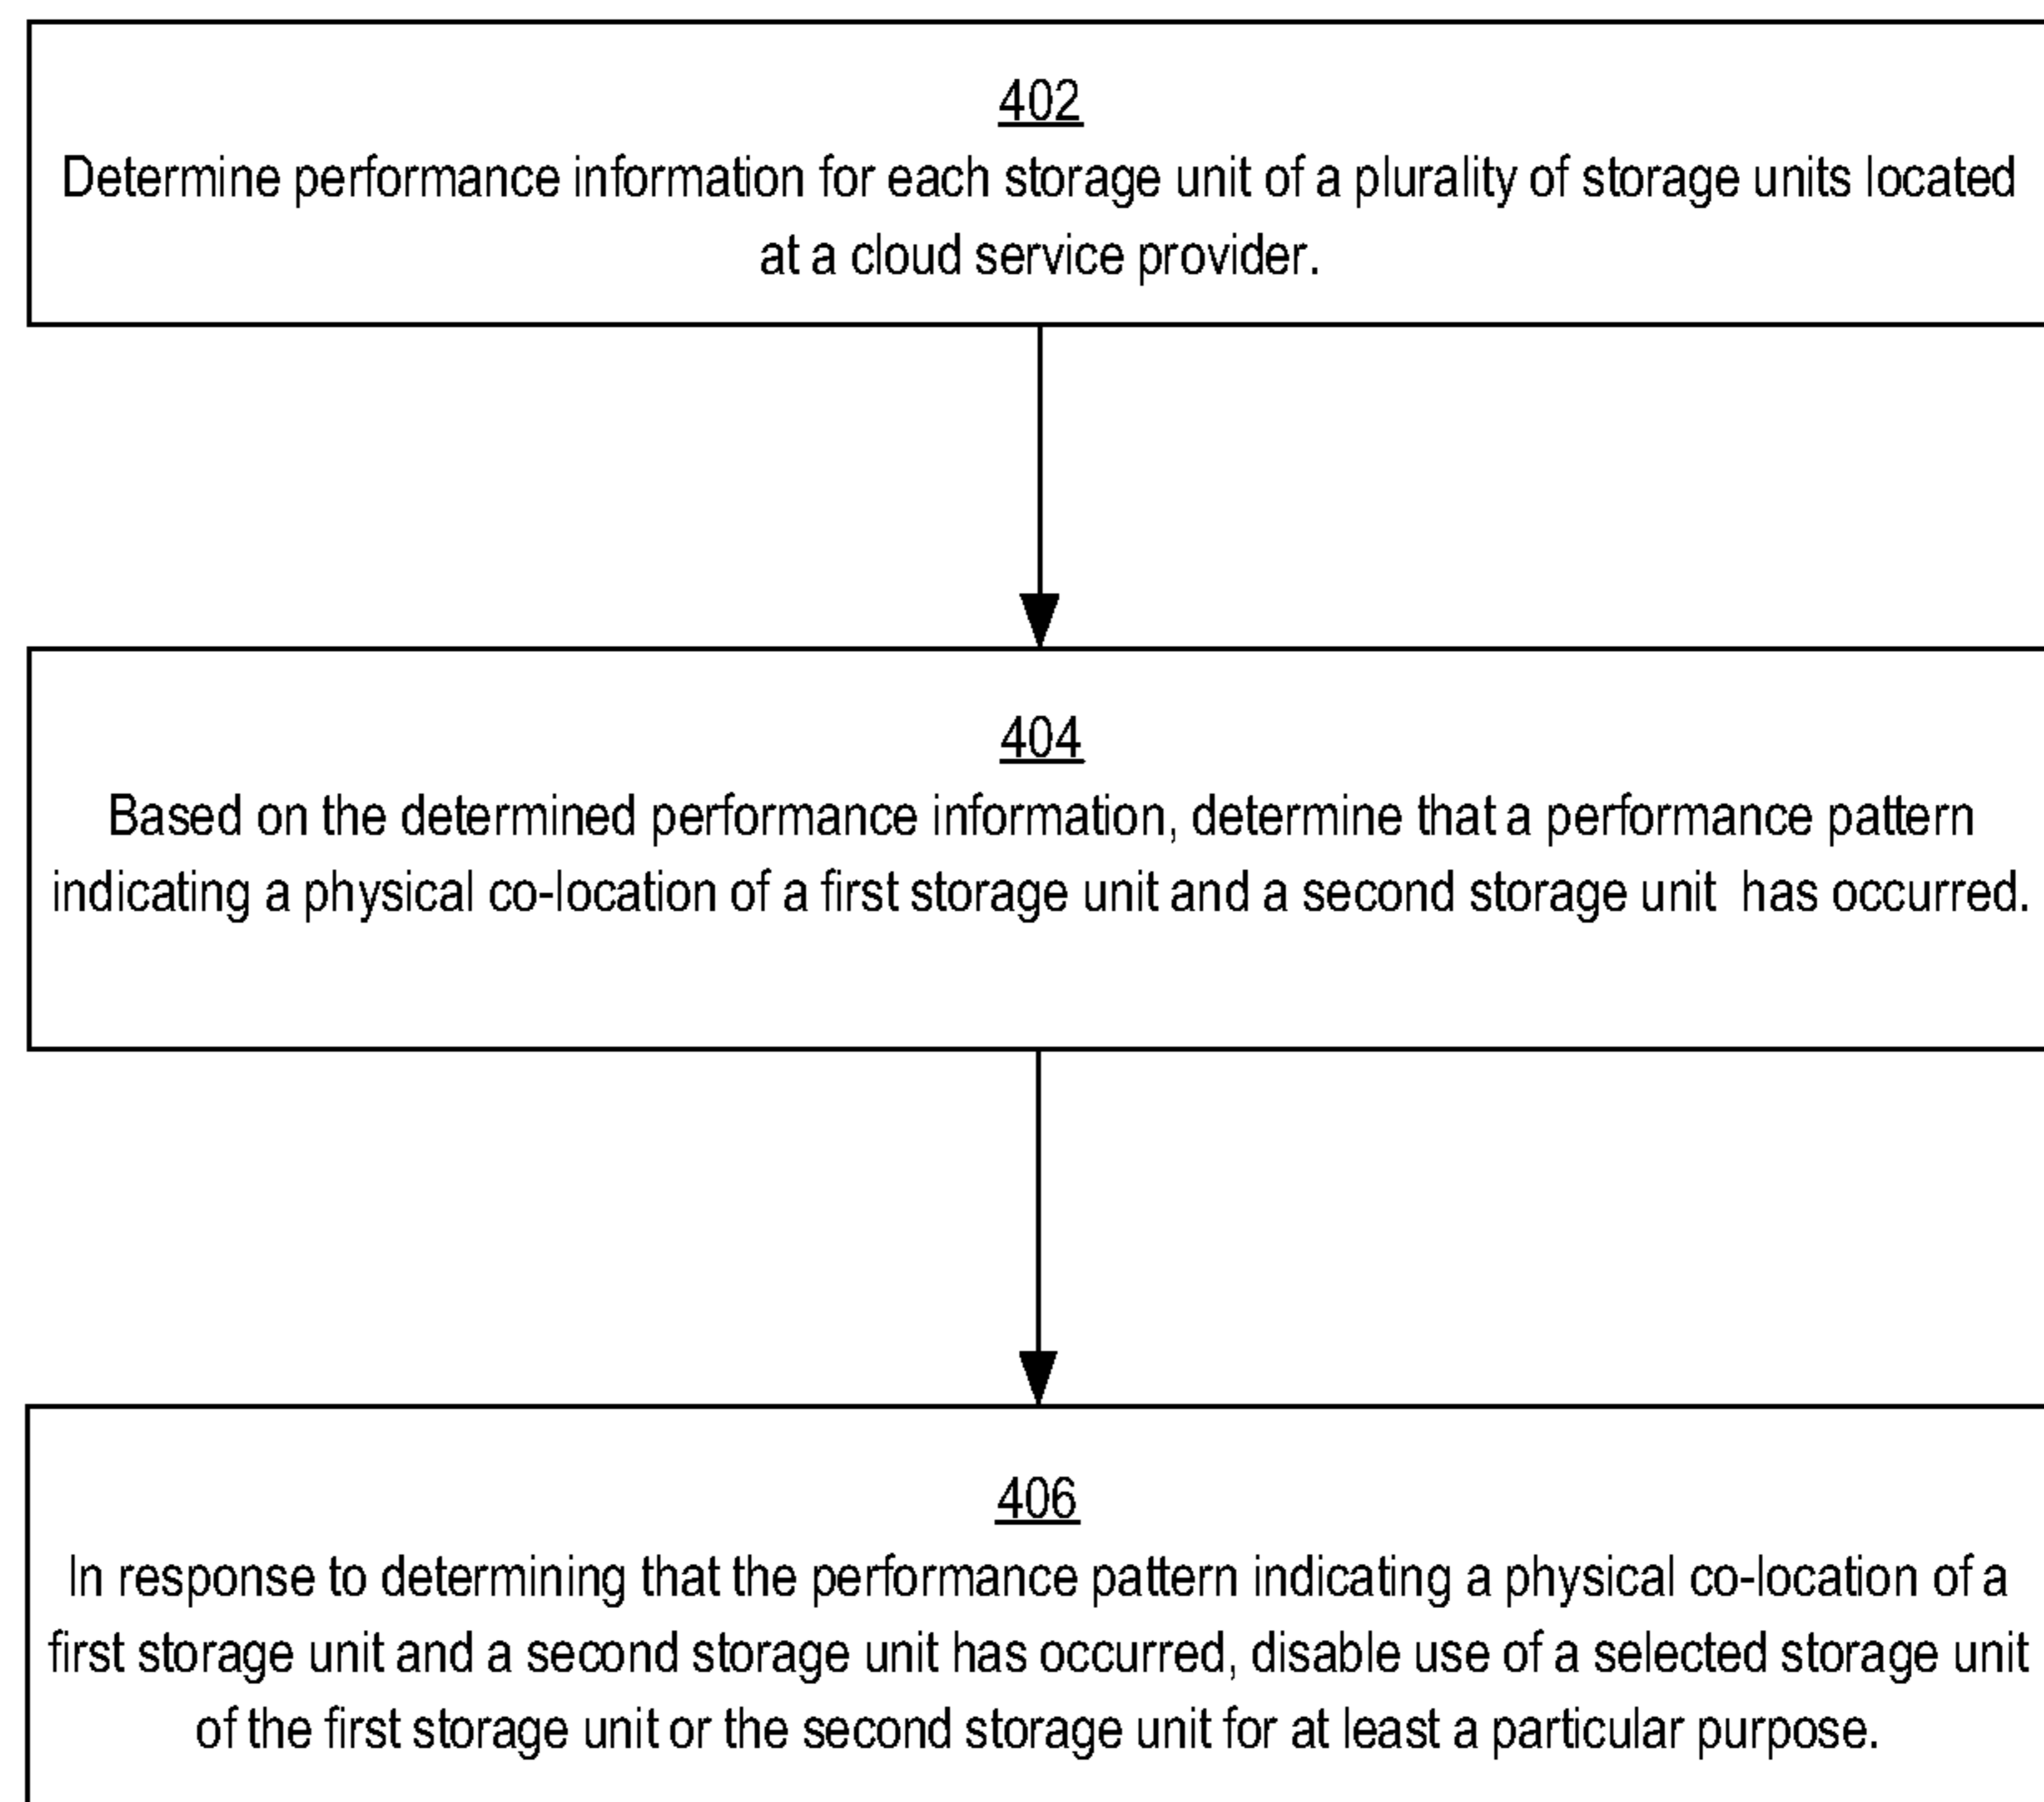 402
Determine performance information for each storage unit of a plurality of storage units located
at a cloud service provider.
404
Based on the determined performance information, determine that a performance pattern
indicating a physical co-location of a first storage unit and a second storage unit has occurred.
406
In response to determining that the performance pattern indicating a physical co-location of a
first storage unit and a second storage unit has occurred, disable use of a selected storage unit
of the first storage unit or the second storage unit for at least a particular purpose.